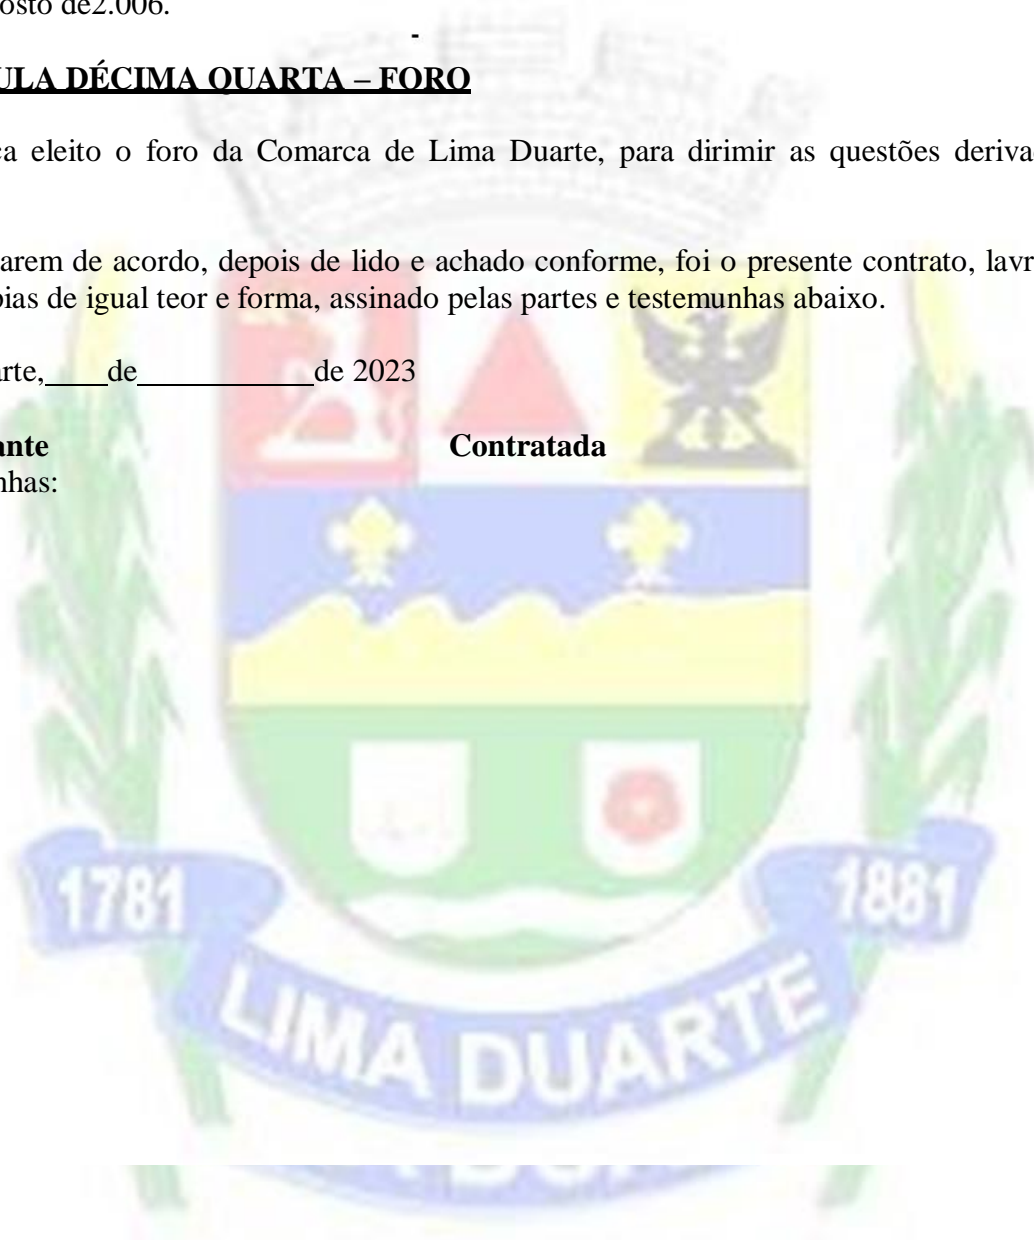 osto de2.006.
-
ULA DÉCIMA QUARTA – FORO
ca eleito o foro da Comarca de Lima Duarte, para dirimir as questões deriva
arem de acordo, depois de lido e achado conforme, foi o presente contrato, lavr
pias de igual teor e forma, assinado pelas partes e testemunhas abaixo.
arte,____de___________de 2023
ante Contratada
nhas:
1781 1881
LIMA DUARTE